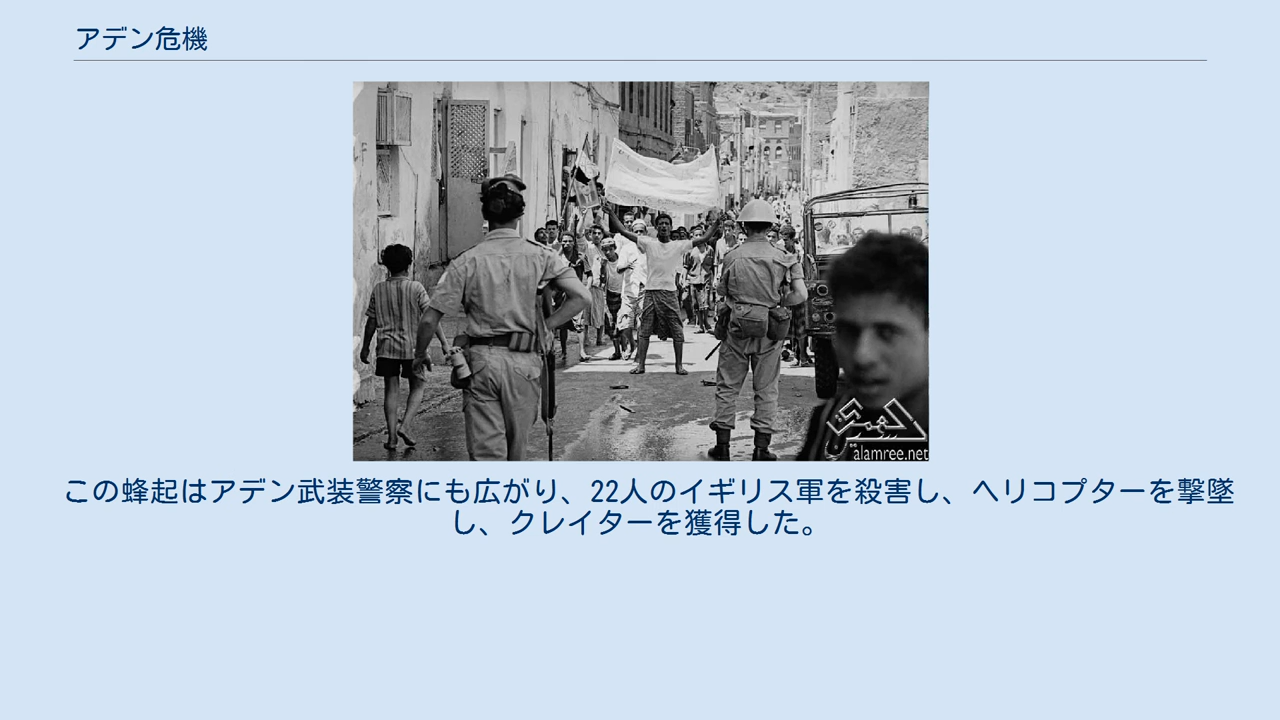 アデン危機
العمري
alamree.net
この蜂起はアデン武装警察にも広がり、22人のイギリス軍を殺害し、ヘリコプターを撃墜
し、クレイターを獲得した。